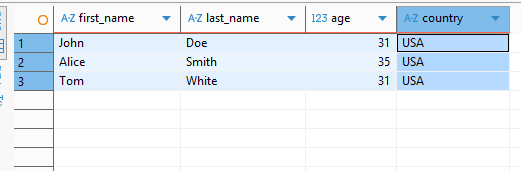 A-Z first_name A-Z last_name 123 age A-Z country
1 John Doe 31 USA
2 Alice Smith 35 USA
3 Tom White 31 USA